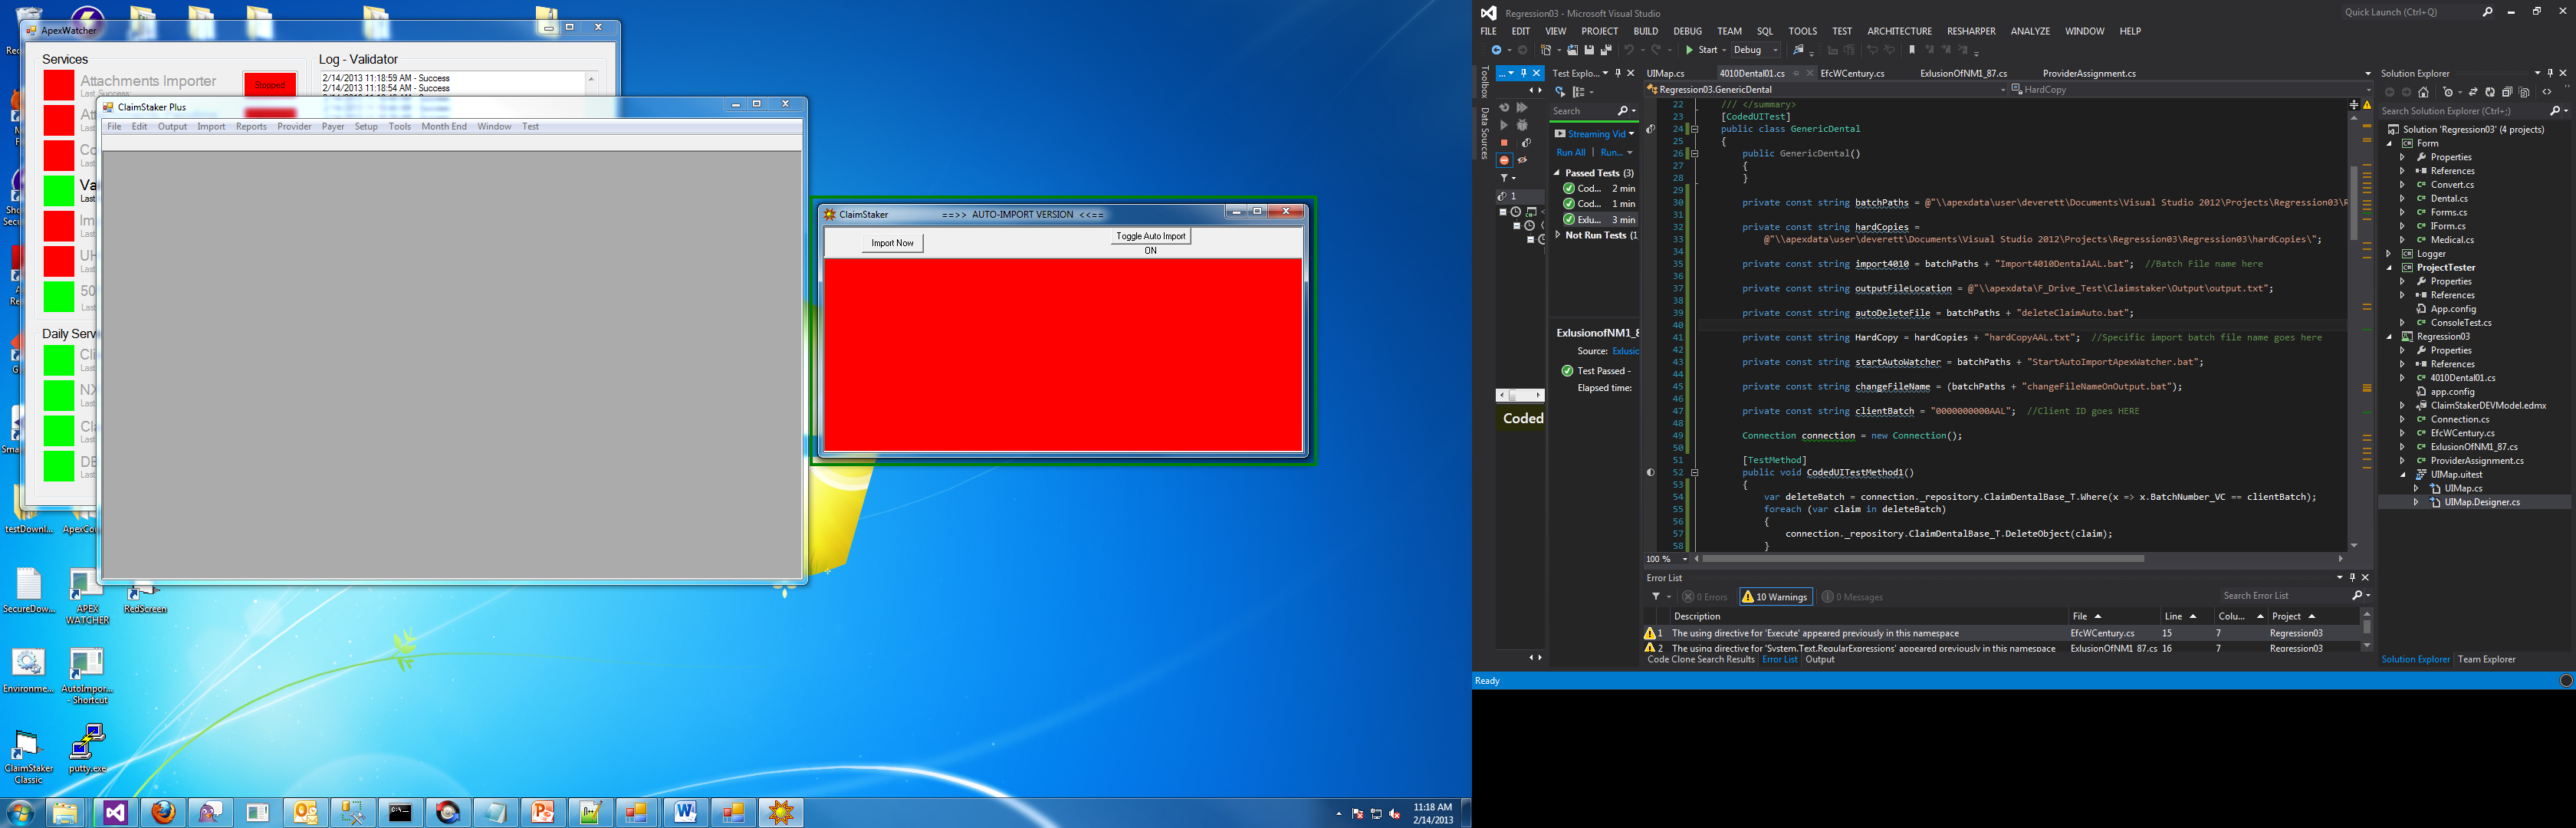 ApexWatcher
Services
Log - Validator
Attachments Importer
Last Success:
Stopped
2/14/2013 11:18:59 AM - Success
2/14/2013 11:18:54 AM - Success
Last
Va
Last
Im
UH
50
Daily Serv
Cli
NX
Cla
DE
ClaimStaker Plus
File Edit Output Import Reports Provider Payer Setup Tools Month End Window Test
ClaimStaker ==>> AUTO-IMPORT VERSION <<==
Import Now
Toggle Auto Import
ON
testDownl...
ApexCo
SecureDow...
APEX WATCHER
RedScreen
Environme...
AutoImpor... - Shortcut
ClaimStaker Classic
putty.exe
11:18 AM
2/14/2013
Regression03 - Microsoft Visual Studio
Quick Launch (Ctrl+Q)
FILE EDIT VIEW PROJECT BUILD DEBUG TEAM SQL TOOLS TEST ARCHITECTURE RESHARPER ANALYZE WINDOW HELP
Start Debug
Toolbox
Data Sources
Test Explo...
Search
Streaming Vid
Run All | Run...
Passed Tests (3)
Cod... 2 min
Cod... 1 min
Exlu... 3 min
Not Run Tests (1
ExlusionofNM1_8
Source: Exlusic
Test Passed -
Elapsed time:
1
Coded
UIMap.cs 4010Dental01.cs EfcWCentury.cs ExlusionOfNM1_87.cs ProviderAssignment.cs
Regression03.GenericDental
HardCopy
22 /// </summary>
23 [CodedUITest]
24 public class GenericDental
25 {
26 public GenericDental()
27 {
28 }
29
30 private const string batchPaths = @"\\apexdata\user\deverett\Documents\Visual Studio 2012\Projects\Regression03\R
31
32 private const string hardCopies =
33 @"\\apexdata\user\deverett\Documents\Visual Studio 2012\Projects\Regression03\Regression03\hardCopies\";
34
35 private const string import4010 = batchPaths + "Import4010DentalAAL.bat"; //Batch File name here
36
37 private const string outputFileLocation = @"\\apexdata\F_Drive_Test\Claimstaker\Output\output.txt";
38
39 private const string autoDeleteFile = batchPaths + "deleteClaimAuto.bat";
40
41 private const string HardCopy = hardCopies + "hardCopyAAL.txt"; //Specific import batch file name goes here
42
43 private const string startAutoWatcher = batchPaths + "StartAutoImportApexWatcher.bat";
44
45 private const string changeFileName = (batchPaths + "changeFileNameOnOutput.bat");
46
47 private const string clientBatch = "0000000000AAL"; //Client ID goes HERE
48
49 Connection connection = new Connection();
50
51 [TestMethod]
52 public void CodedUITestMethod1()
53 {
54 var deleteBatch = connection._repository.ClaimDentalBase_T.Where(x => x.BatchNumber_VC == clientBatch);
55 foreach (var claim in deleteBatch)
56 {
57 connection._repository.ClaimDentalBase_T.DeleteObject(claim);
58 }
100 %
Error List
0 Errors 10 Warnings 0 Messages
Search Error List
Description File Line Colu... Project
1 The using directive for 'Execute' appeared previously in this namespace EfcWCentury.cs 15 7 Regression03
2 The using directive for 'System.Text.RegularExpressions' appeared previously in this namespace ExlusionOfNM1_87.cs 16 7 Regression03
Code Clone Search Results Error List Output
Solution Explorer
Search Solution Explorer (Ctrl+;)
Solution 'Regression03' (4 projects)
Form
Properties
References
Convert.cs
Dental.cs
Forms.cs
IForm.cs
Medical.cs
Logger
ProjectTester
Properties
References
App.config
ConsoleTest.cs
Regression03
Properties
References
4010Dental01.cs
app.config
ClaimStakerDEVModel.edmx
Connection.cs
EfcWCentury.cs
ExlusionOfNM1_87.cs
ProviderAssignment.cs
UIMap.uitest
UIMap.cs
UIMap.Designer.cs
Solution Explorer Team Explorer
Ready